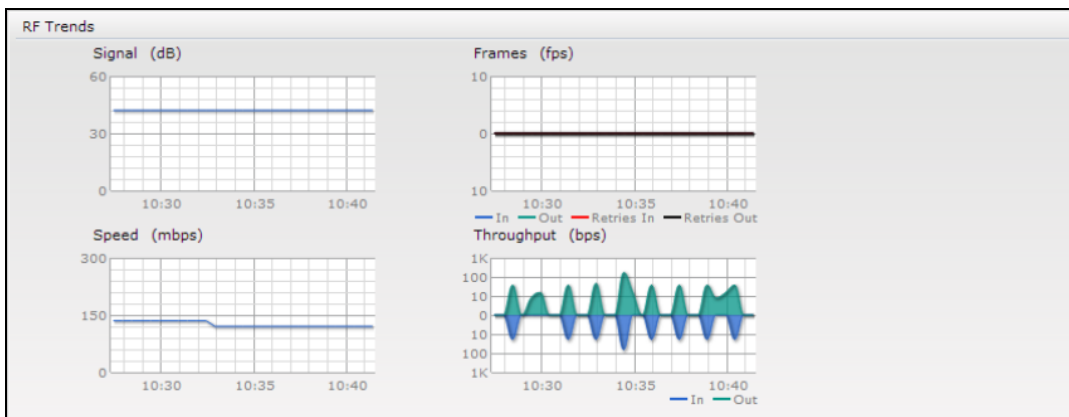 RF Trends
Signal (dB)
60
30
0
10:30 10:35 10:40
Frames (fps)
10
0
10
10:30 10:35 10:40
In Out Retries In Retries Out
Speed (mbps)
300
150
0
10:30 10:35 10:40
Throughput (bps)
1K
100
10
0
10
100
1K
10:30 10:35 10:40
In Out